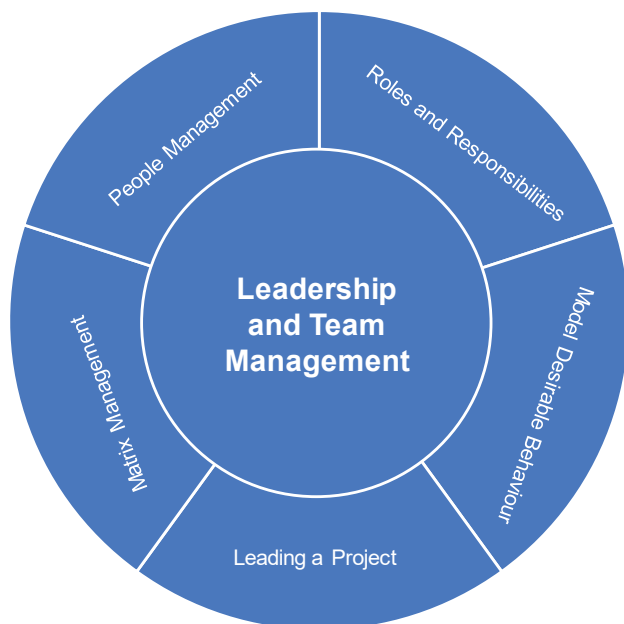 Leadership
and Team
Management
Roles and Responsibilities
Model Desirable Behaviour
Leading a Project
Matrix Management
People Management